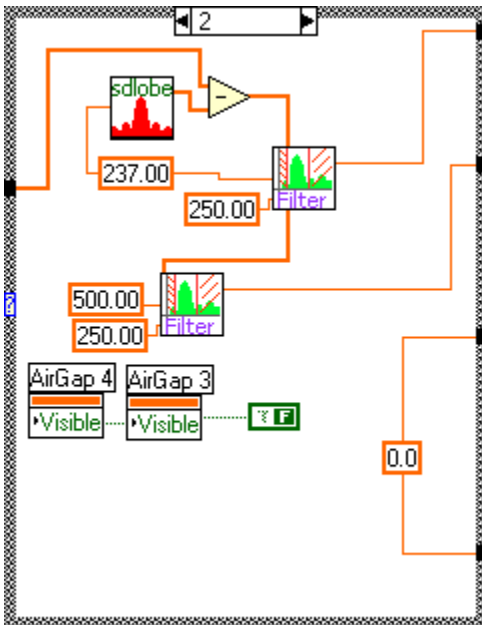 2
sdlobe
237.00
250.00
Filter
500.00
250.00
Filter
AirGap 4
AirGap 3
Visible
Visible
F
0.0
?